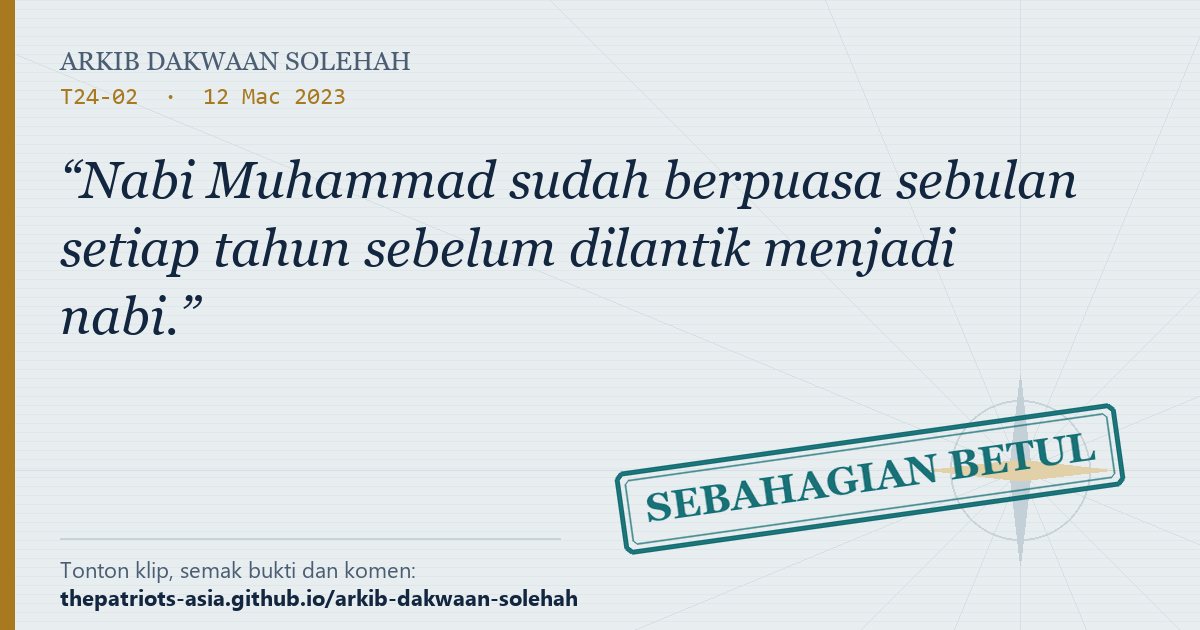 ARKIB DAKWAAN SOLEHAH
T24-02 · 12 Mac 2023
“Nabi Muhammad sudah berpuasa sebulan
setiap tahun sebelum dilantik menjadi
nabi.”
SEBAHAGIAN BETUL
Tonton klip, semak bukti dan komen:
thepatriots-asia.github.io/arkib-dakwaan-solehah